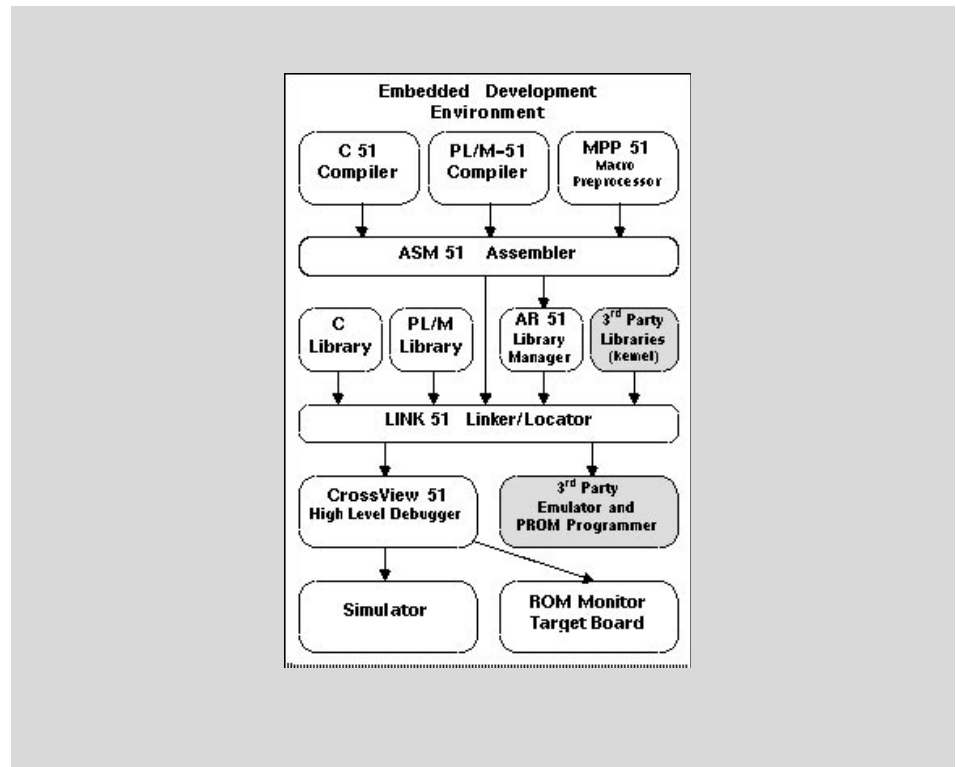 Embedded Development
Environment
C 51
Compiler
PL/M-51
Compiler
MPP 51
Macro
Preprocessor
ASM 51 Assembler
C
Library
PL/M
Library
AR 51
Library
Manager
3rd Party
Libraries
(kernel)
LINK 51 Linker/Locator
CrossView 51
High Level Debugger
3rd Party
Emulator and
PROM Programmer
Simulator
ROM Monitor
Target Board